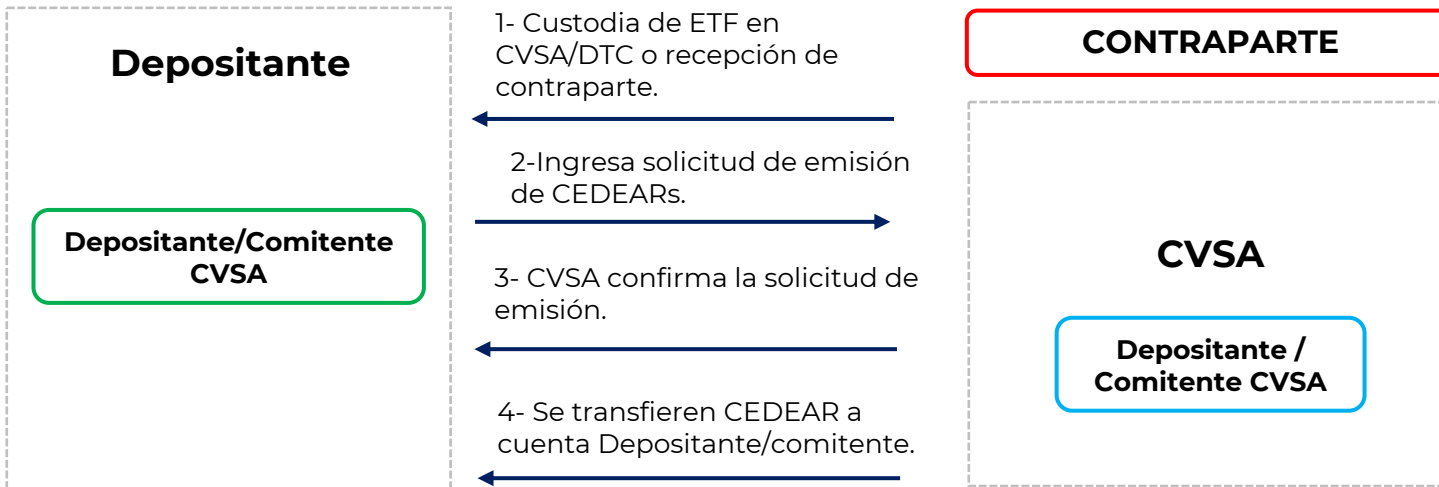 Depositante
Depositante/Comitente
CVSA
1- Custodia de ETF en
CVSA/DTC o recepción de
contraparte.
2-Ingresa solicitud de emisión
de CEDEARs.
3- CVSA confirma la solicitud de
emisión.
4- Se transfieren CEDEAR a
cuenta Depositante/comitente.
CONTRAPARTE
CVSA
Depositante /
Comitente CVSA